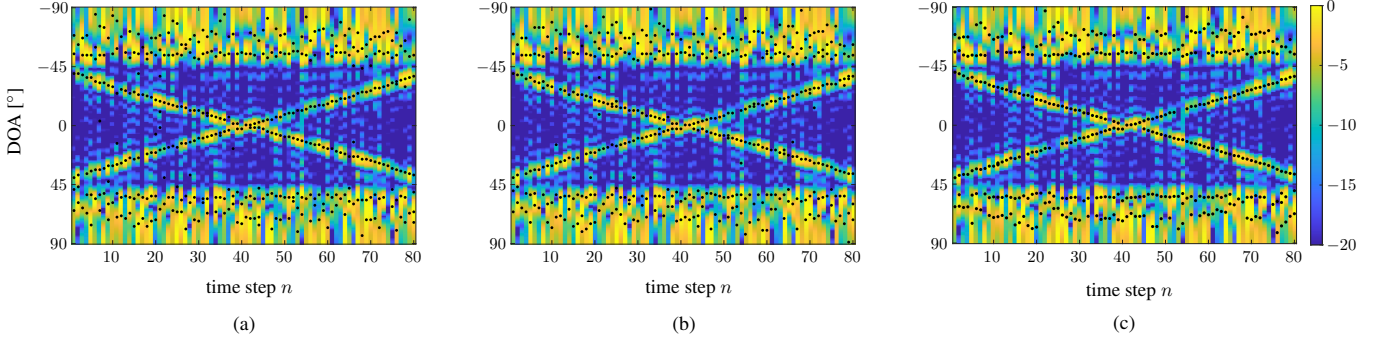 −90 −90 −90 0
−45 −45 −45 −5
DOA [°] 0 0 0 −10
45 45 45 −15
90 90 90 −20
10 20 30 40 50 60 70 80 10 20 30 40 50 60 70 80 10 20 30 40 50 60 70 80
time step n time step n time step n
(a) (b) (c)